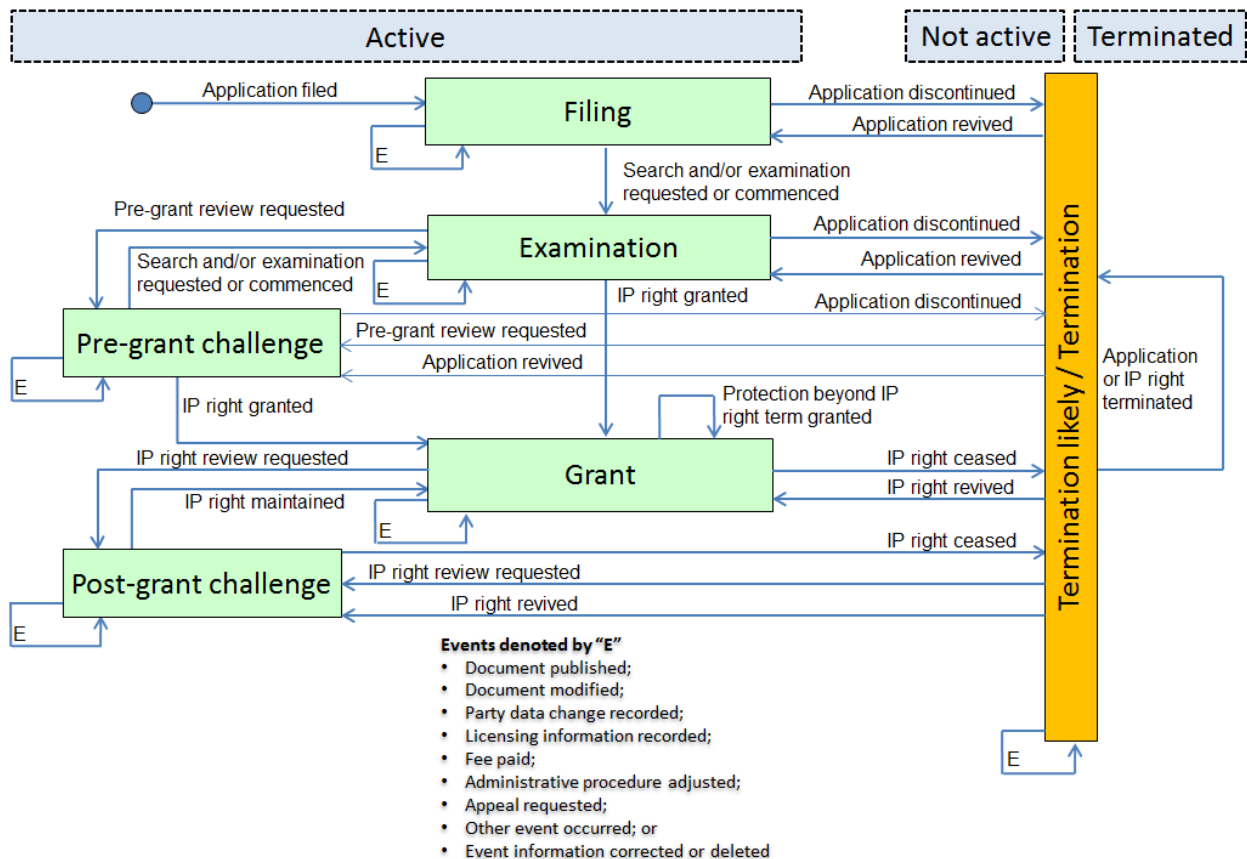 Active
Not active
Terminated
Application filed
Filing
Application discontinued
Application revived
E
Search and/or examination
requested or commenced
Pre-grant review requested
Examination
Application discontinued
Application revived
Search and/or examination
requested or commenced
E
IP right granted
Application discontinued
Pre-grant challenge
Pre-grant review requested
Application revived
E
IP right granted
Protection beyond IP
right term granted
Termination likely / Termination
Application
or IP right
terminated
IP right review requested
Grant
IP right ceased
IP right revived
IP right maintained
E
IP right ceased
Post-grant challenge
IP right review requested
IP right revived
E
Events denoted by “E”
• Document published;
• Document modified;
• Party data change recorded;
• Licensing information recorded;
• Fee paid;
• Administrative procedure adjusted;
• Appeal requested;
• Other event occurred; or
• Event information corrected or deleted
E